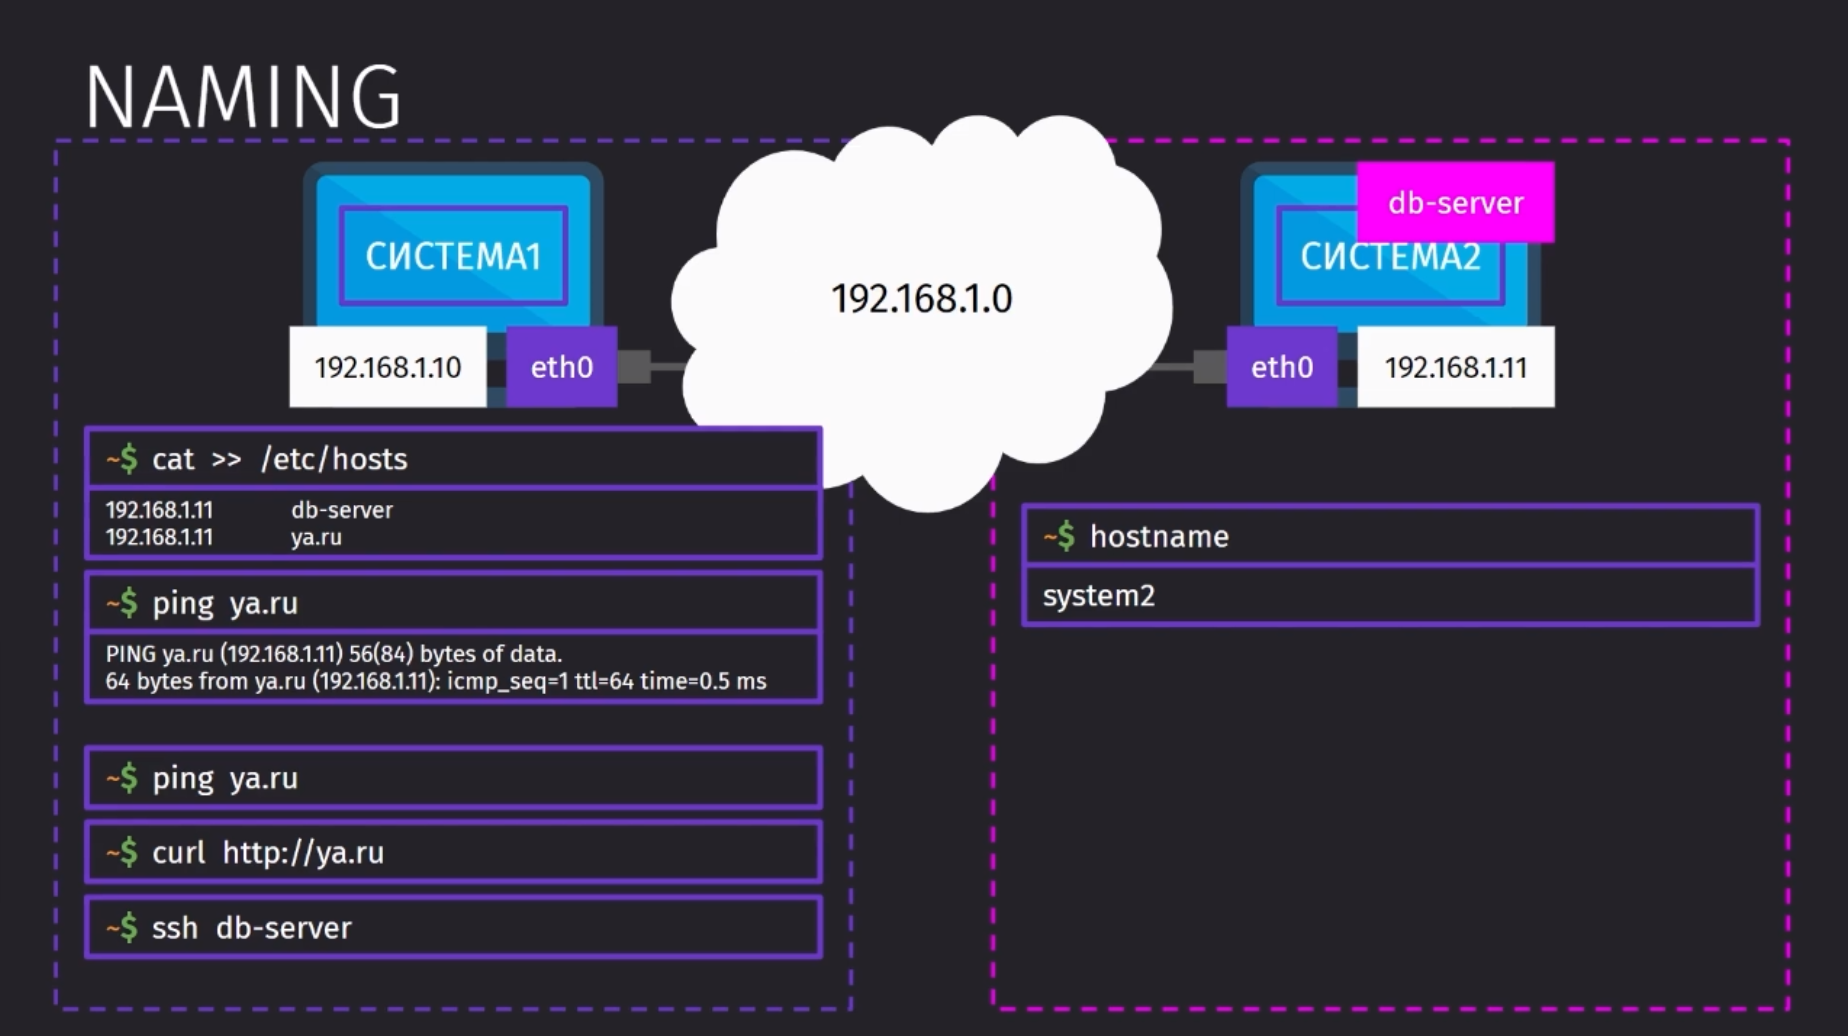 NAMING
СИСТЕМА1
192.168.1.10
eth0
192.168.1.0
db-server
СИСТЕМА2
eth0
192.168.1.11
~$ cat >> /etc/hosts
192.168.1.11 db-server
192.168.1.11 ya.ru
~$ ping ya.ru
PING ya.ru (192.168.1.11) 56(84) bytes of data.
64 bytes from ya.ru (192.168.1.11): icmp_seq=1 ttl=64 time=0.5 ms
~$ ping ya.ru
~$ curl http://ya.ru
~$ ssh db-server
~$ hostname
system2